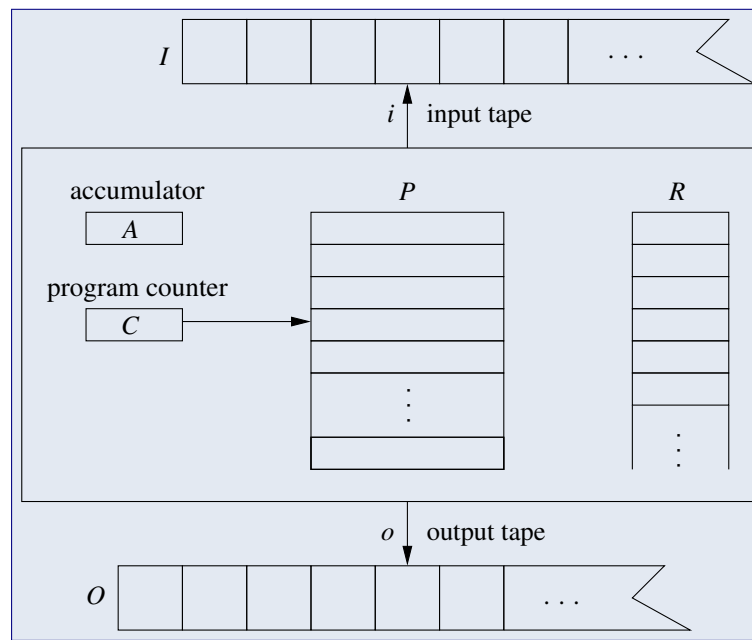 I
. . .
i input tape
accumulator
P
R
A
program counter
C
o output tape
O
. . .